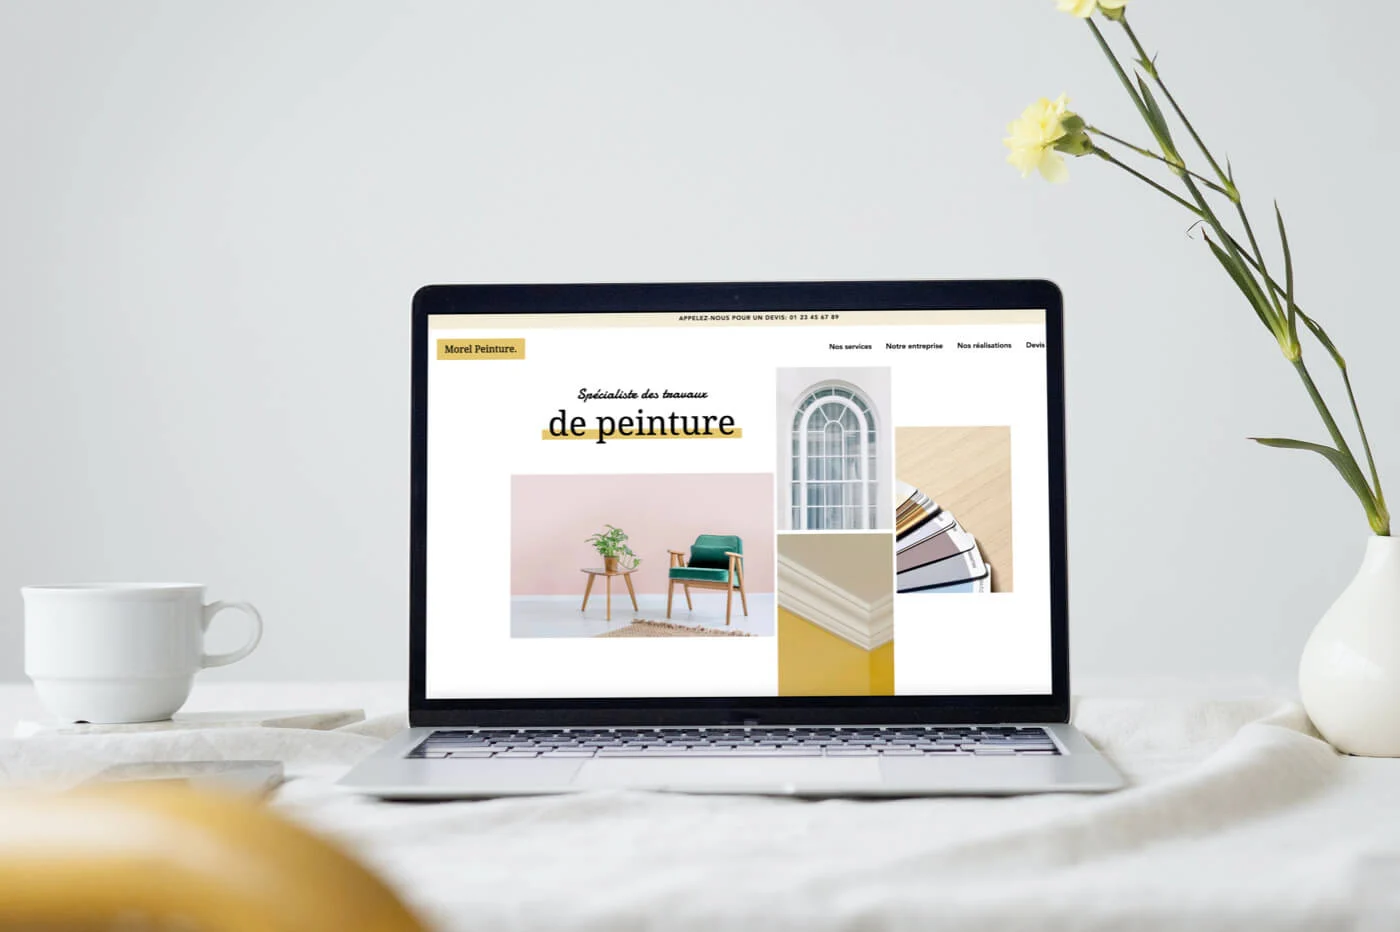 APPELEZ-NOUS POUR UN DEVIS: 01 23 45 67 89
Morel Peinture.
Nos services Notre entreprise Nos réalisations Devis
Spécialiste des travaux
de peinture